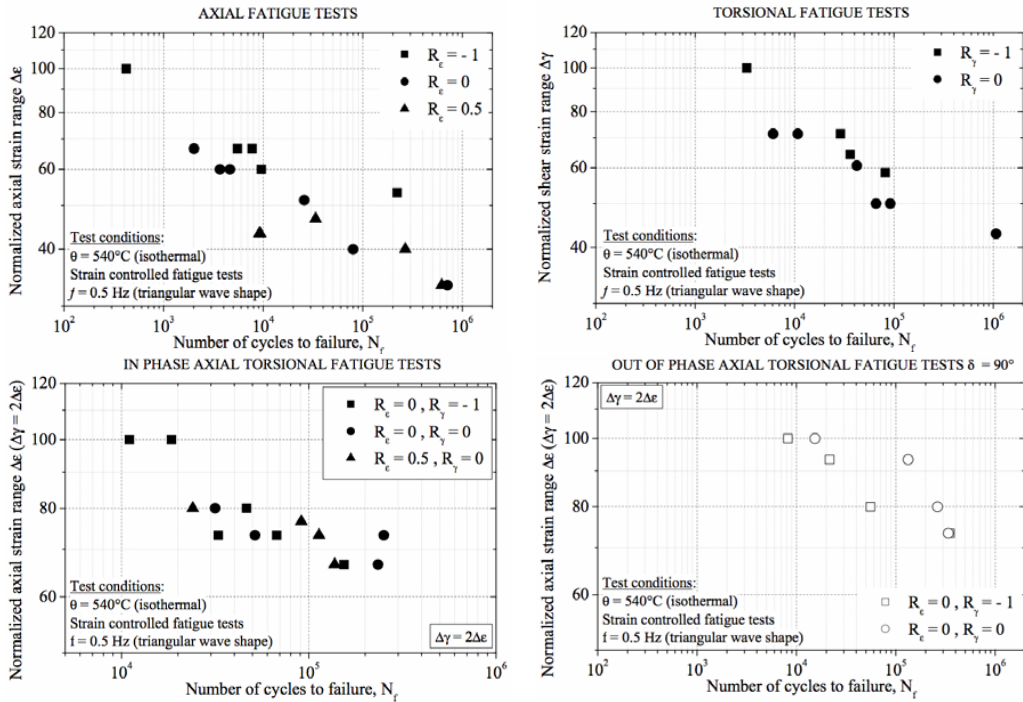 AXIAL FATIGUE TESTS
120
100
80
60
40
Normalized axial strain range Δε
R_ε = - 1
R_ε = 0
R_ε = 0.5
Test conditions:
θ = 540°C (isothermal)
Strain controlled fatigue tests
f = 0.5 Hz (triangular wave shape)
10^2 10^3 10^4 10^5 10^6
Number of cycles to failure, N_f
TORSIONAL FATIGUE TESTS
120
100
80
60
40
Normalized shear strain range Δγ
R_γ = - 1
R_γ = 0
Test conditions:
θ = 540°C (isothermal)
Strain controlled fatigue tests
f = 0.5 Hz (triangular wave shape)
10^2 10^3 10^4 10^5 10^6
Number of cycles to failure, N_f
IN PHASE AXIAL TORSIONAL FATIGUE TESTS
120
100
80
60
Normalized axial strain range Δε (Δγ = 2Δε)
R_ε = 0 , R_γ = - 1
R_ε = 0 , R_γ = 0
R_ε = 0.5 , R_γ = 0
Test conditions:
θ = 540°C (isothermal)
Strain controlled fatigue tests
f = 0.5 Hz (triangular wave shape)
Δγ = 2Δε
10^4 10^5 10^6
Number of cycles to failure, N_f
OUT OF PHASE AXIAL TORSIONAL FATIGUE TESTS δ = 90°
120
100
80
60
Normalized axial strain range Δε (Δγ = 2Δε)
Δγ = 2Δε
Test conditions:
θ = 540°C (isothermal)
Strain controlled fatigue tests
f = 0.5 Hz (triangular wave shape)
R_ε = 0 , R_γ = - 1
R_ε = 0 , R_γ = 0
10^2 10^3 10^4 10^5 10^6
Number of cycles to failure, N_f